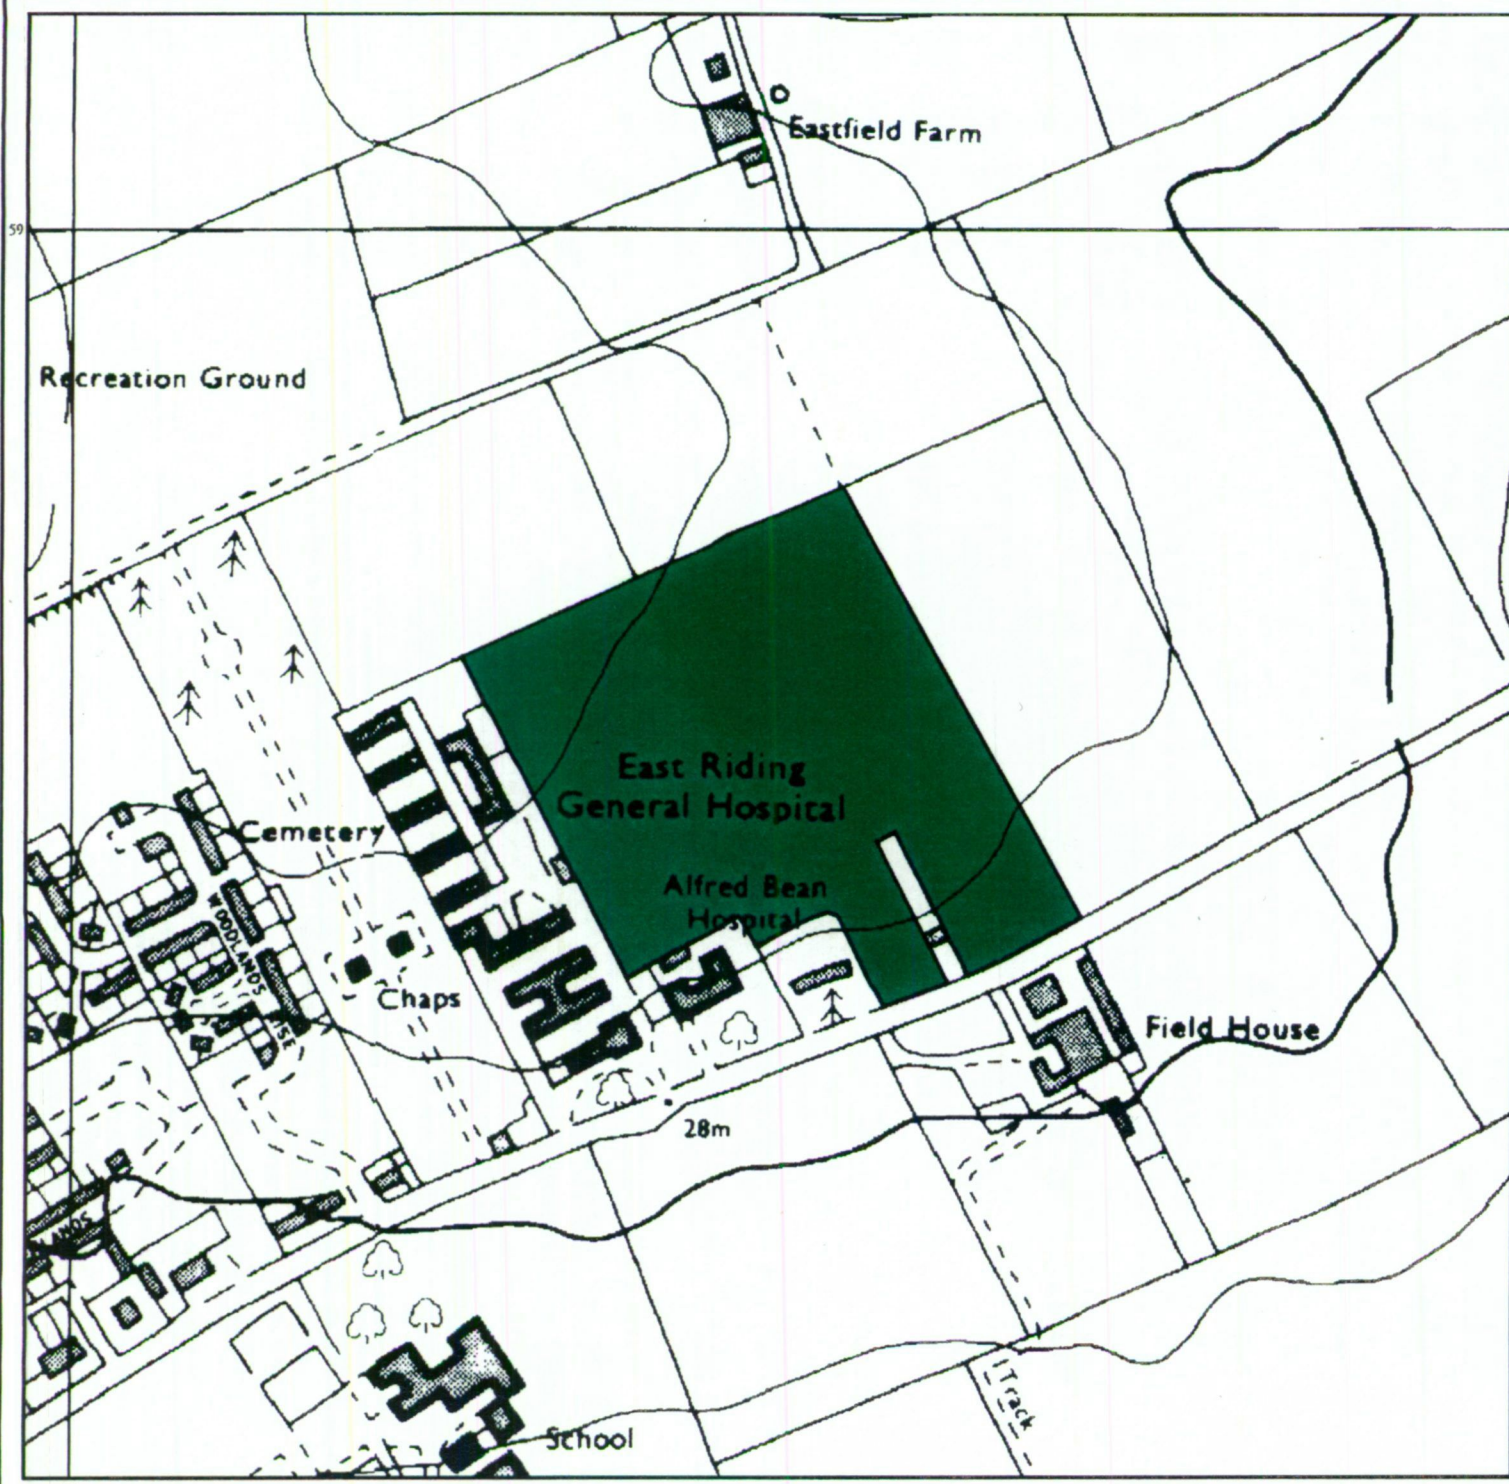 Eastfield Farm
59
Recreation Ground
East Riding
General Hospital
Cemetery
Alfred Bean
Hospital
WOODLANDS
RISE
Chaps
Field House
28m
Track
School